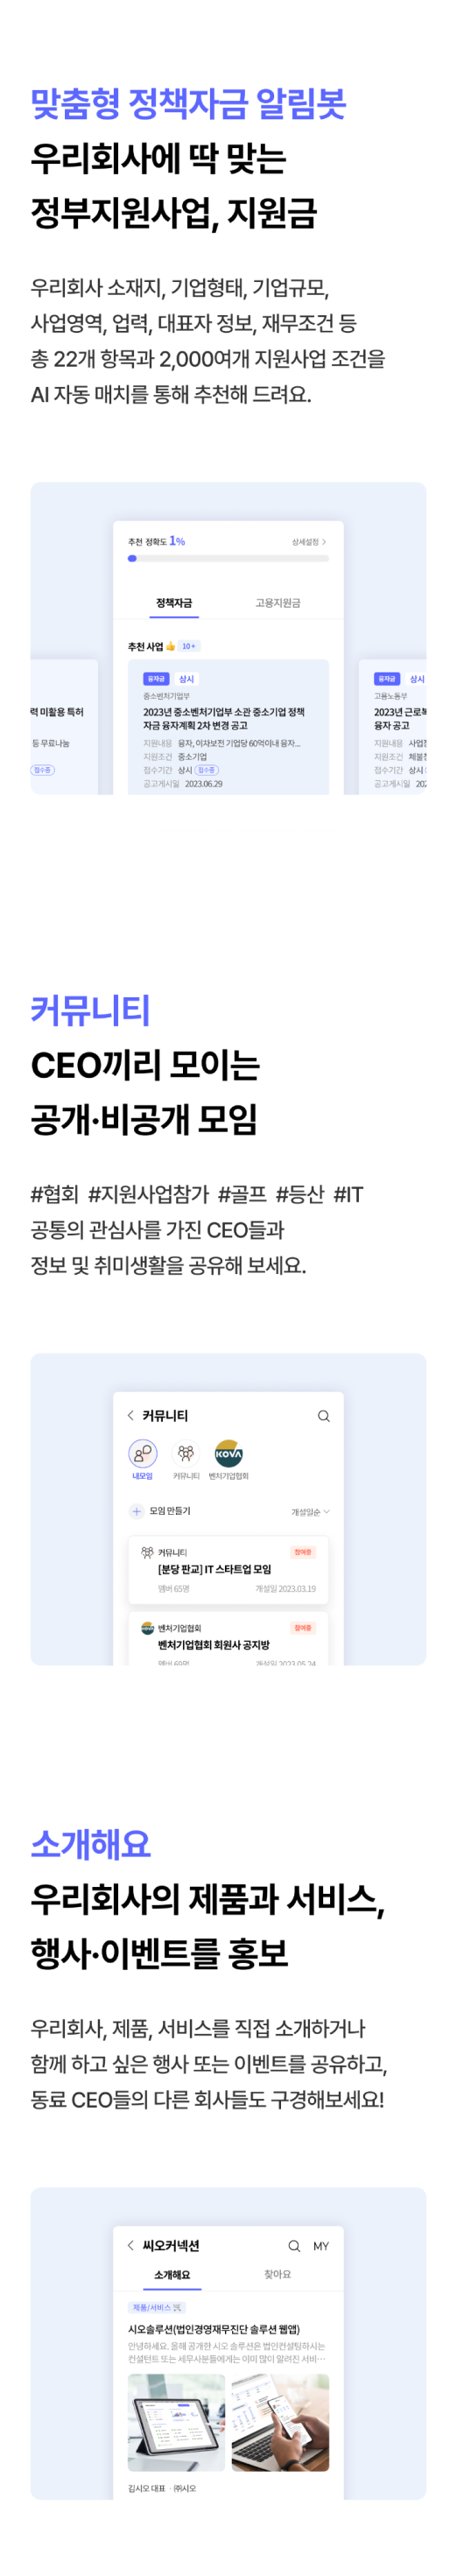 맞춤형 정책자금 알림봇
우리회사에 딱 맞는
정부지원사업, 지원금
우리회사 소재지, 기업형태, 기업규모,
사업영역, 업력, 대표자 정보, 재무조건 등
총 22개 항목과 2,000여개 지원사업 조건을
AI 자동 매치를 통해 추천해 드려요.
추천 정확도 1%
상세설정 >
정책자금
고용지원금
추천 사업 👍 10+
력 미활용 특허
등 무료나눔
접수중
융자금 상시
중소벤처기업부
2023년 중소벤처기업부 소관 중소기업 정책
자금 융자계획 2차 변경 공고
지원내용 융자, 이차보전 기업당 60억이내 융자...
지원조건 중소기업
접수기간 상시 접수중
공고게시일 2023.06.29
융자금 상시
고용노동부
2023년 근로복
융자 공고
지원내용 사업장
지원조건 체불청
접수기간 상시
공고게시일 202
커뮤니티
CEO끼리 모이는
공개·비공개 모임
#협회 #지원사업참가 #골프 #등산 #IT
공통의 관심사를 가진 CEO들과
정보 및 취미생활을 공유해 보세요.
< 커뮤니티
KOVA
내모임 커뮤니티 벤처기업협회
+ 모임 만들기
개설일순
커뮤니티 참여중
[분당 판교] IT 스타트업 모임
멤버 65명 개설일 2023.03.19
벤처기업협회 참여중
벤처기업협회 회원사 공지방
멤버 69명 개설일 2023.05.24
소개해요
우리회사의 제품과 서비스,
행사·이벤트를 홍보
우리회사, 제품, 서비스를 직접 소개하거나
함께 하고 싶은 행사 또는 이벤트를 공유하고,
동료 CEO들의 다른 회사들도 구경해보세요!
< 씨오커넥션 MY
소개해요
찾아요
제품/서비스
시오솔루션(법인경영재무진단 솔루션 웹앱)
안녕하세요. 올해 공개한 시오 솔루션은 법인컨설팅하시는
컨설턴트 또는 세무사분들에게는 이미 많이 알려진 서비…
김시오 대표 · ㈜시오